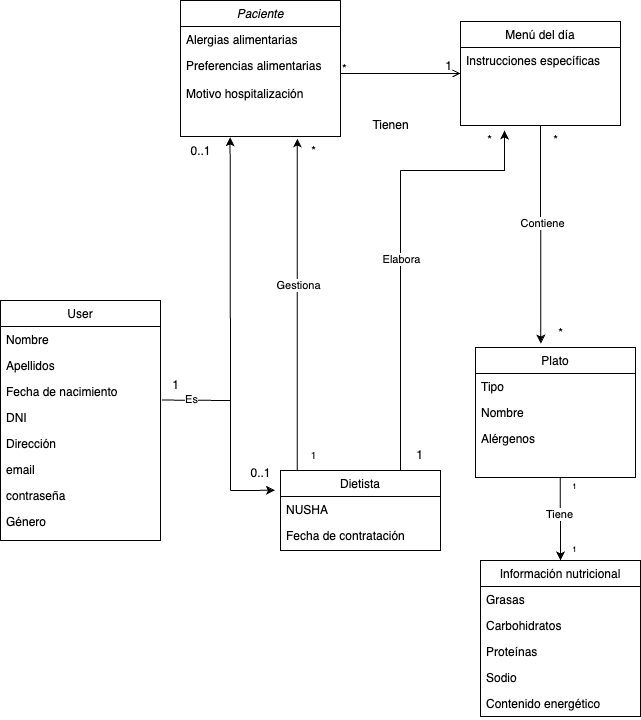 Paciente
Alergias alimentarias
Preferencias alimentarias
Motivo hospitalización
*
1
Tienen
Menú del día
Instrucciones específicas
0..1
*
*
*
Contiene
Elabora
Gestiona
User
Nombre
Apellidos
Fecha de nacimiento
DNI
Dirección
email
contraseña
Género
1
Es
*
Plato
Tipo
Nombre
Alérgenos
0..1
1
1
Dietista
NUSHA
Fecha de contratación
1
Tiene
1
Información nutricional
Grasas
Carbohidratos
Proteínas
Sodio
Contenido energético